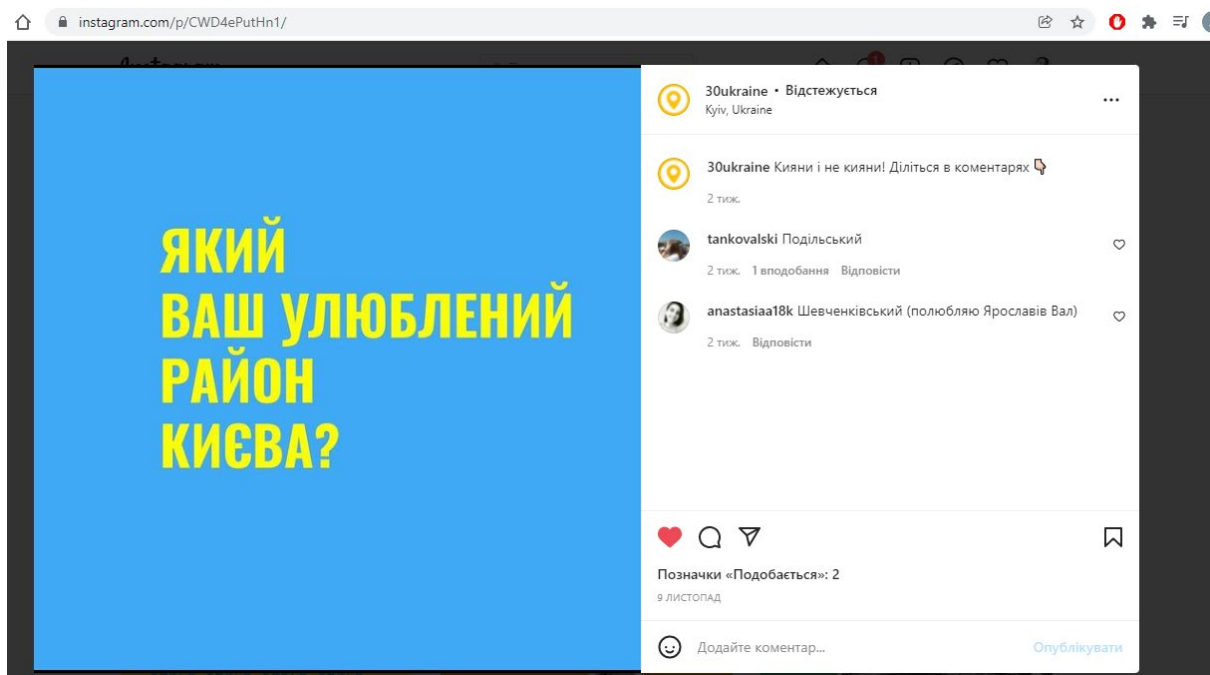 instagram.com/p/CWD4ePutHn1/
ЯКИЙ
ВАШ УЛЮБЛЕНИЙ
РАЙОН
КИЄВА?
30ukraine • Відстежується
Kyiv, Ukraine
30ukraine Кияни і не кияни! Діліться в коментарях 👇🏻
2 тиж.
tankovalski Подільський
2 тиж. 1 вподобання Відповісти
anastasiaa18k Шевченківський (полюбляю Ярославів Вал)
2 тиж. Відповісти
Позначки «Подобається»: 2
9 ЛИСТОПАД
Додайте коментар... Опублікувати